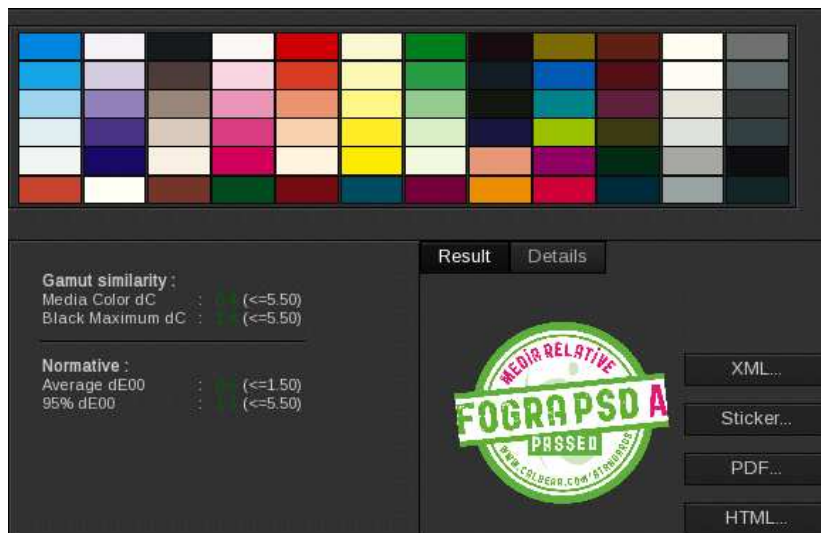 Result
Details
Gamut similarity :
Media Color dC : (<=5.50)
Black Maximum dC : (<=5.50)
Normative :
Average dE00 : (<=1.50)
95% dE00 : (<=5.50)
MEDIA RELATIVE
FOGRA PSD A
PASSED
XML...
Sticker...
PDF...
HTML...